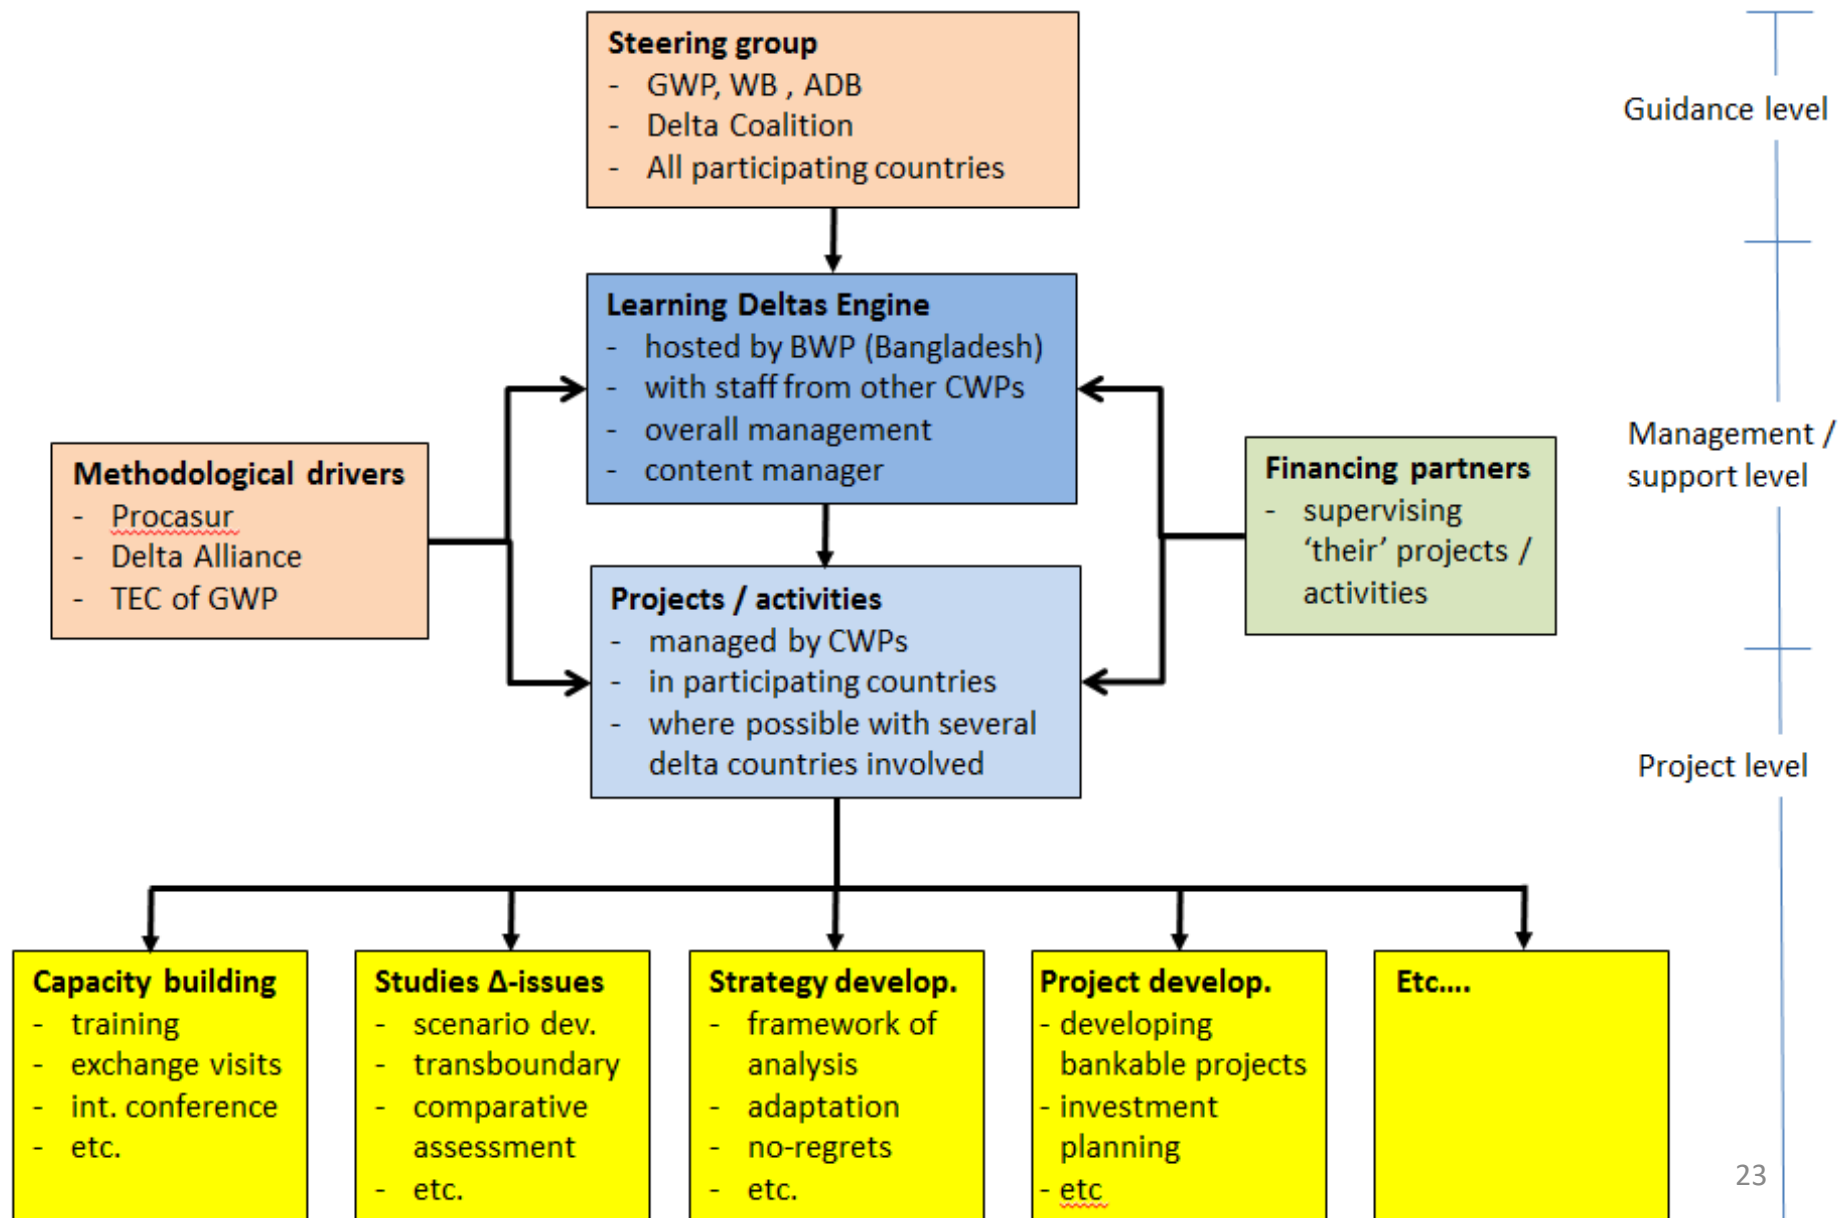 Steering group
- GWP, WB , ADB
- Delta Coalition
- All participating countries
Guidance level
Learning Deltas Engine
- hosted by BWP (Bangladesh)
- with staff from other CWPs
- overall management
- content manager
Methodological drivers
- Procasur
- Delta Alliance
- TEC of GWP
Financing partners
- supervising
‘their’ projects /
activities
Management /
support level
Projects / activities
- managed by CWPs
- in participating countries
- where possible with several
delta countries involved
Project level
Capacity building
- training
- exchange visits
- int. conference
- etc.
Studies Δ-issues
- scenario dev.
- transboundary
- comparative
assessment
- etc.
Strategy develop.
- framework of
analysis
- adaptation
- no-regrets
- etc.
Project develop.
- developing
bankable projects
- investment
planning
- etc
Etc....
23